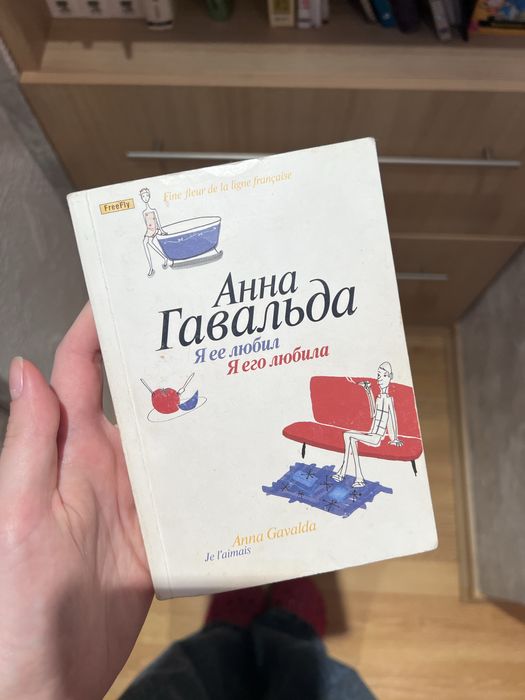 FreeFly
Fine fleur de la ligne française
Анна
Гавальда
Я ее любил
Я его любила
Anna Gavalda
Je l'aimais